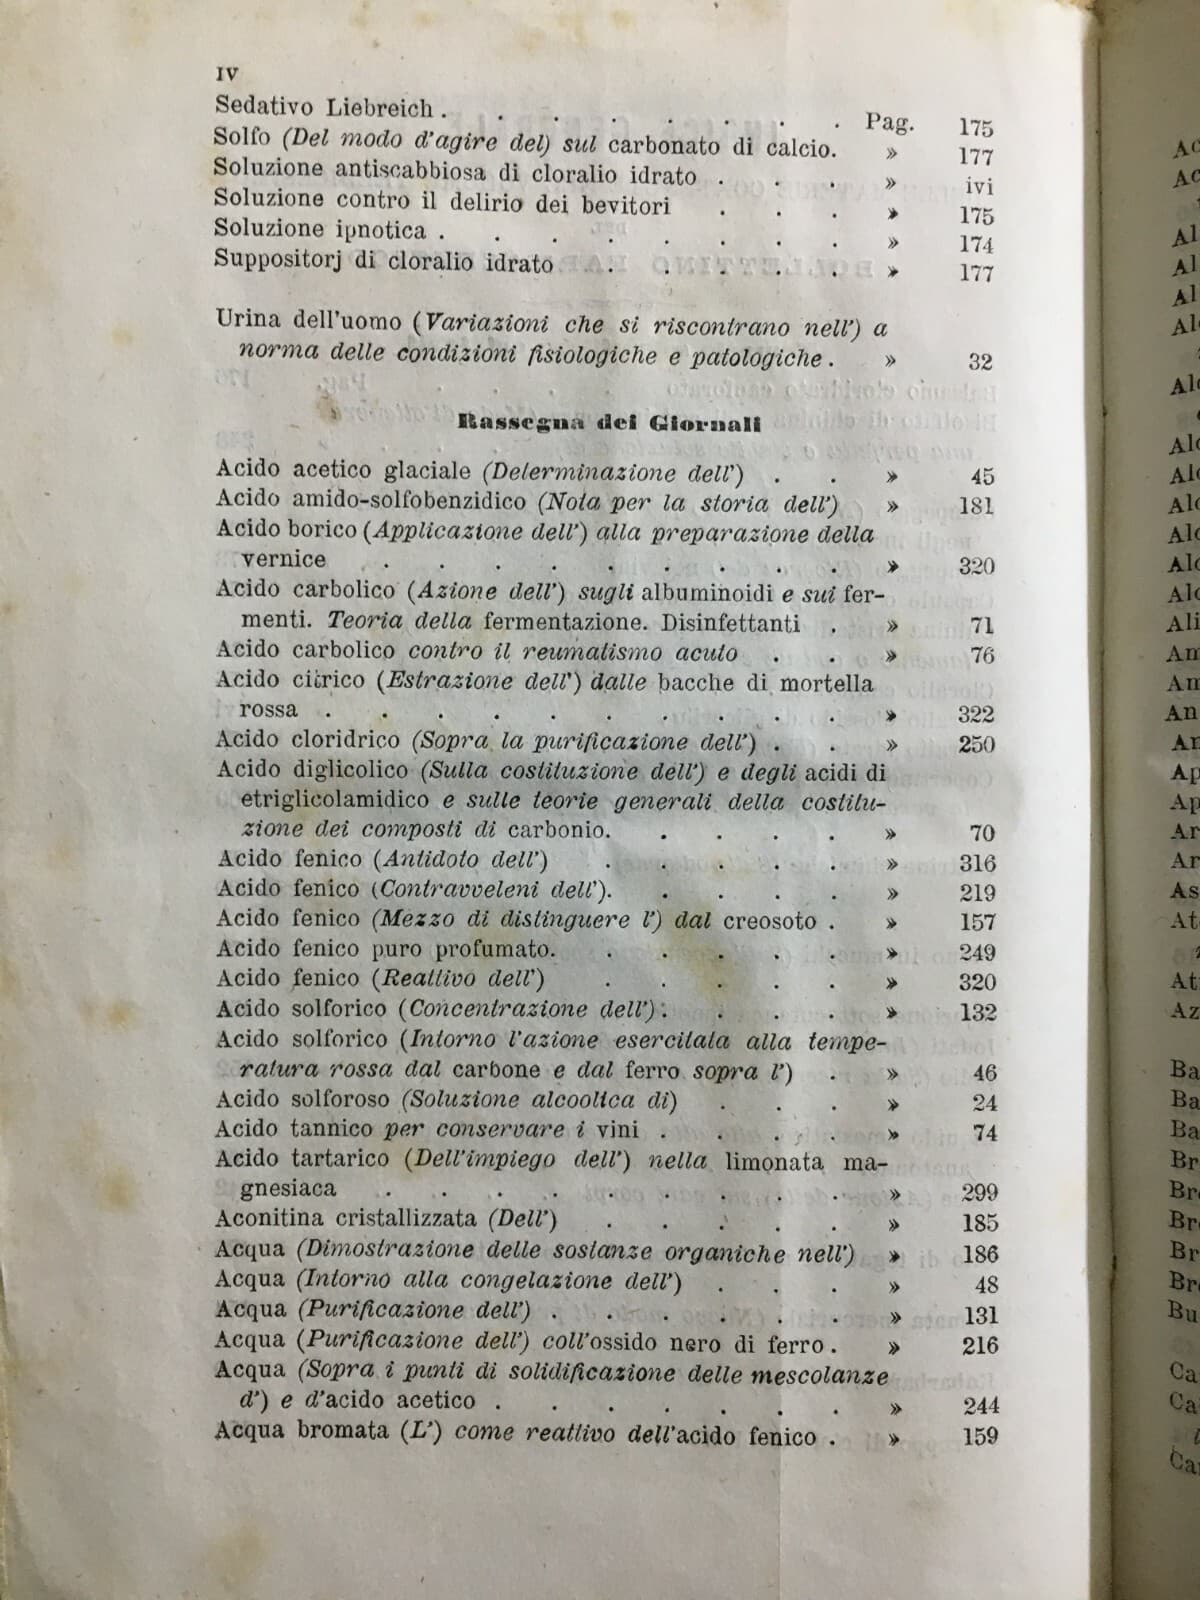 IV
Sedativo Liebreich . . . . . . . . Pag. 175
Solfo (Del modo d'agire del) sul carbonato di calcio. » 177
Soluzione antiscabbiosa di cloralio idrato . . . » ivi
Soluzione contro il delirio dei bevitori . . . » 175
Soluzione ipnotica . . . . . . . . » 174
Suppositorj di cloralio idrato . . . . . » 177
Urina dell'uomo (Variazioni che si riscontrano nell') a
norma delle condizioni fisiologiche e patologiche . » 32
Rassegna dei Giornali
Acido acetico glaciale (Determinazione dell') . . » 45
Acido amido-solfobenzidico (Nota per la storia dell') » 181
Acido borico (Applicazione dell') alla preparazione della
vernice . . . . . . . . . » 320
Acido carbolico (Azione dell') sugli albuminoidi e sui fer-
menti. Teoria della fermentazione. Disinfettanti . » 71
Acido carbolico contro il reumatismo acuto . . » 76
Acido citrico (Estrazione dell') dalle bacche di mortella
rossa . . . . . . . . . . » 322
Acido cloridrico (Sopra la purificazione dell') . . » 250
Acido diglicolico (Sulla costituzione dell') e degli acidi di
etriglicolamidico e sulle teorie generali della costitu-
zione dei composti di carbonio. . . . . » 70
Acido fenico (Antidoto dell') . . . . . » 316
Acido fenico (Contravveleni dell'). . . . . » 219
Acido fenico (Mezzo di distinguere l') dal creosoto . » 157
Acido fenico puro profumato. . . . . . » 249
Acido fenico (Reattivo dell') . . . . . » 320
Acido solforico (Concentrazione dell'). . . . » 132
Acido solforico (Intorno l'azione esercitata alla tempe-
ratura rossa dal carbone e dal ferro sopra l') . » 46
Acido solforoso (Soluzione alcoolica di) . . . » 24
Acido tannico per conservare i vini . . . . » 74
Acido tartarico (Dell'impiego dell') nella limonata ma-
gnesiaca . . . . . . . . . » 299
Aconitina cristallizzata (Dell') . . . . . » 185
Acqua (Dimostrazione delle sostanze organiche nell') » 186
Acqua (Intorno alla congelazione dell') . . . » 48
Acqua (Purificazione dell') . . . . . . » 131
Acqua (Purificazione dell') coll'ossido nero di ferro . » 216
Acqua (Sopra i punti di solidificazione delle mescolanze
d') e d'acido acetico . . . . . . . » 244
Acqua bromata (L') come reattivo dell'acido fenico . » 159